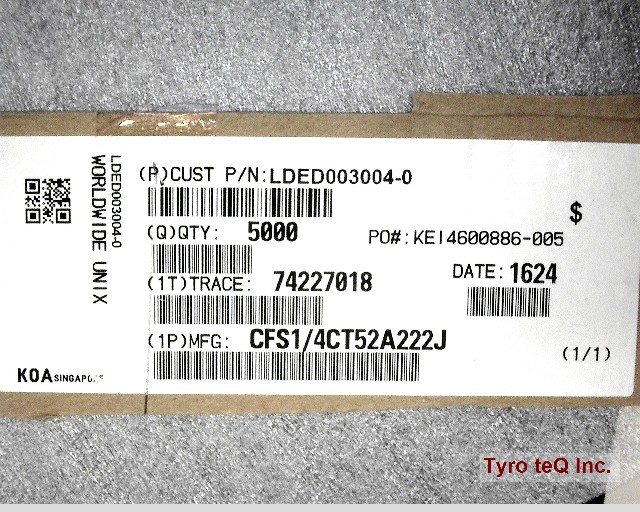 LDED003004-0
WORLDWIDE UNIX
(P)CUST P/N:LDED003004-0
$
(Q)QTY: 5000
PO#:KEI4600886-005
(1T)TRACE: 74227018
DATE:1624
(1P)MFG: CFS1/4CT52A222J
(1/1)
KOA
Tyro teQ Inc.